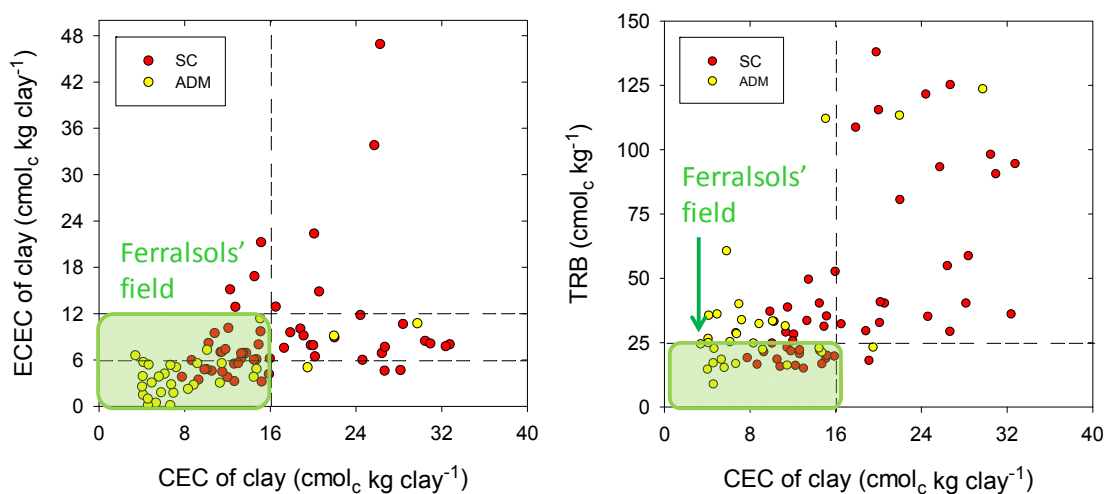 48
42
36
30
24
18
12
6
0
ECEC of clay (cmolc kg clay-1)
SC
ADM
Ferralsols'
field
0 8 16 24 32 40
CEC of clay (cmolc kg clay-1)
150
125
100
75
50
25
0
TRB (cmolc kg-1)
SC
ADM
Ferralsols'
field
0 8 16 24 32 40
CEC of clay (cmolc kg clay-1)